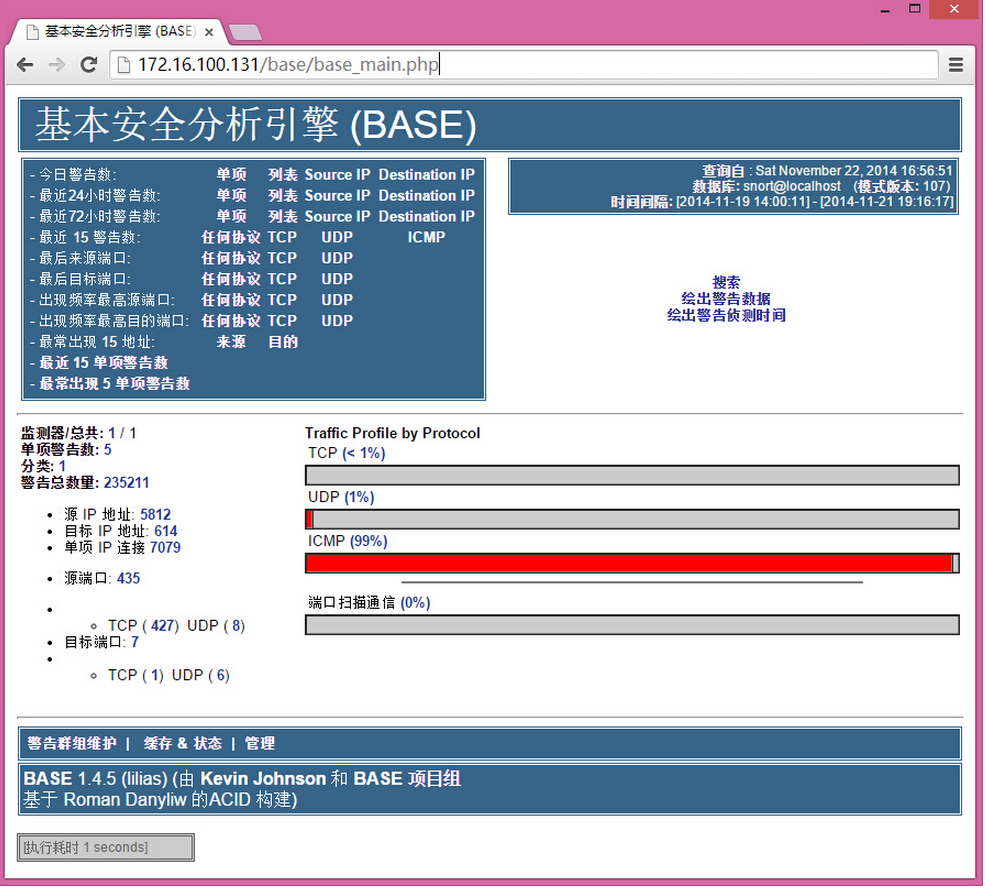 基本安全分析引擎 (BASE)
172.16.100.131/base/base_main.php
基本安全分析引擎 (BASE)
- 今日警告数: 单项 列表 Source IP Destination IP
- 最近24小时警告数: 单项 列表 Source IP Destination IP
- 最近72小时警告数: 单项 列表 Source IP Destination IP
- 最近 15 警告数: 任何协议 TCP UDP ICMP
- 最后来源端口: 任何协议 TCP UDP
- 最后目标端口: 任何协议 TCP UDP
- 出现频率最高源端口: 任何协议 TCP UDP
- 出现频率最高目的端口: 任何协议 TCP UDP
- 最常出现 15 地址: 来源 目的
- 最近 15 单项警告数
- 最常出现 5 单项警告数
查询自 : Sat November 22, 2014 16:56:51
数据库: snort@localhost (模式版本: 107)
时间间隔: [2014-11-19 14:00:11] - [2014-11-21 19:16:17]
搜索
绘出警告数据
绘出警告侦测时间
监测器/总共: 1 / 1
单项警告数: 5
分类: 1
警告总数量: 235211
源 IP 地址: 5812
目标 IP 地址: 614
单项 IP 连接 7079
源端口: 435
TCP ( 427) UDP ( 8)
目标端口: 7
TCP ( 1) UDP ( 6)
Traffic Profile by Protocol
TCP (< 1%)
UDP (1%)
ICMP (99%)
端口扫描通信 (0%)
警告群组维护 | 缓存 & 状态 | 管理
BASE 1.4.5 (lilias) (由 Kevin Johnson 和 BASE 项目组
基于 Roman Danyliw 的ACID 构建)
[执行耗时 1 seconds]